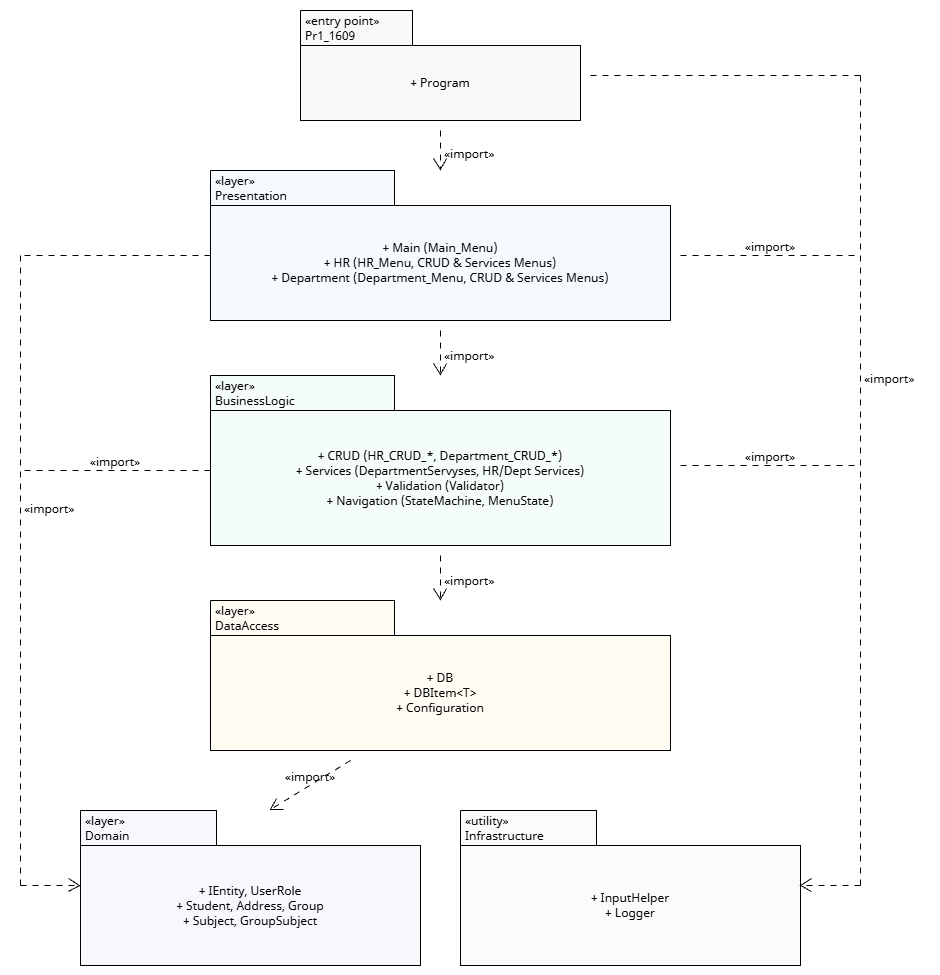 «entry point»
Pr1_1609
+ Program
«import»
«layer»
Presentation
+ Main (Main_Menu)
+ HR (HR_Menu, CRUD & Services Menus)
+ Department (Department_Menu, CRUD & Services Menus)
«import»
«import»
«import»
«layer»
BusinessLogic
+ CRUD (HR_CRUD_*, Department_CRUD_*)
+ Services (DepartmentServyses, HR/Dept Services)
+ Validation (Validator)
+ Navigation (StateMachine, MenuState)
«import»
«import»
«import»
«import»
«layer»
DataAccess
+ DB
+ DBItem<T>
+ Configuration
«import»
«layer»
Domain
+ IEntity, UserRole
+ Student, Address, Group
+ Subject, GroupSubject
«utility»
Infrastructure
+ InputHelper
+ Logger